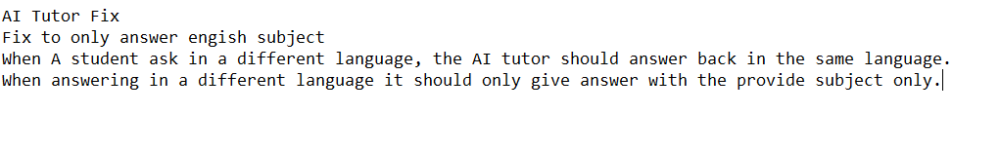 AI Tutor Fix
Fix to only answer engish subject
When A student ask in a different language, the AI tutor should answer back in the same language.
When answering in a different language it should only give answer with the provide subject only.